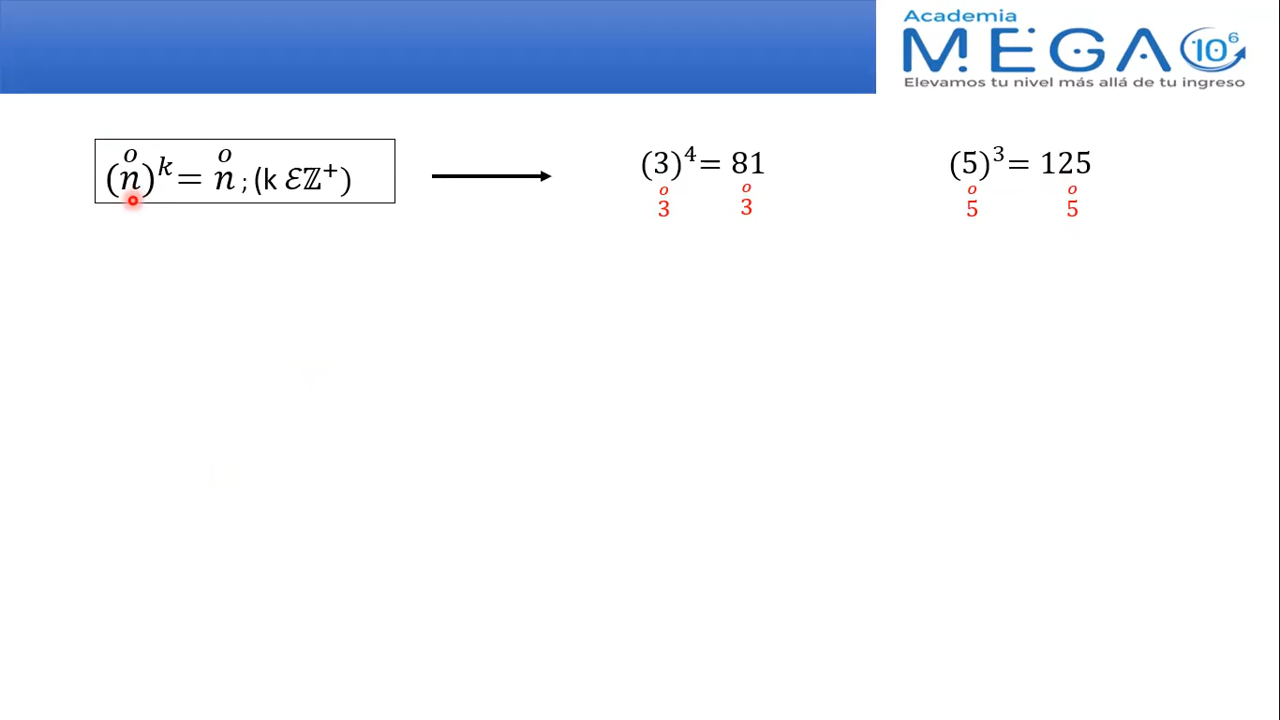 Academia
MEGA 10⁶
Elevamos tu nivel más allá de tu ingreso
(n̊)ᵏ = n̊ ; (k ℰℤ⁺)
(3)⁴ = 81
3̊ 3̊
(5)³ = 125
5̊ 5̊